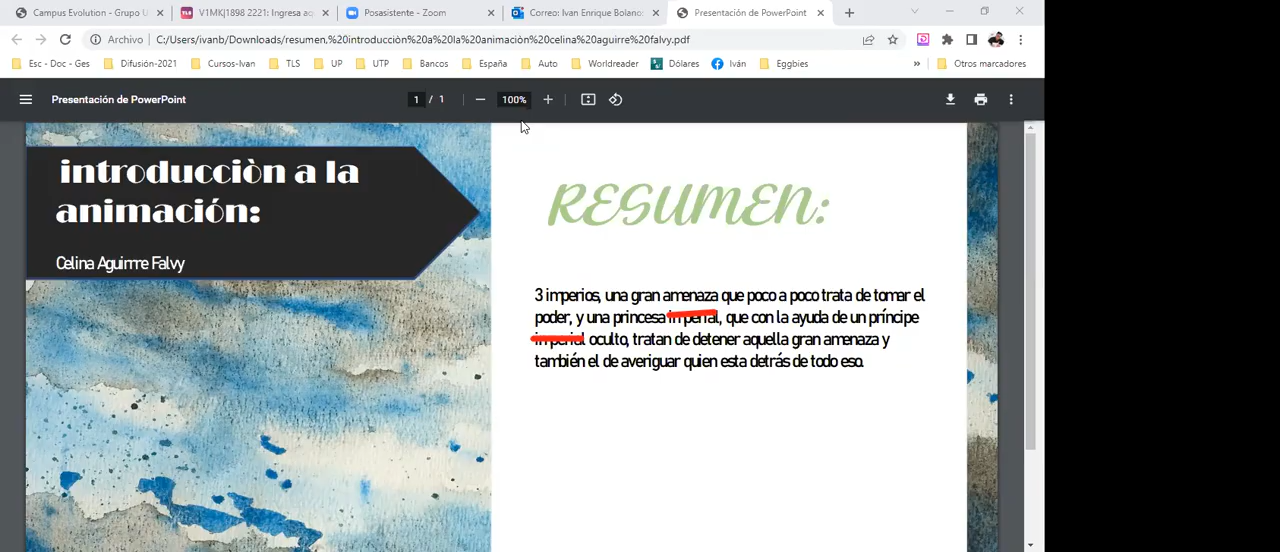 Campus Evolution - Grupo U
V1MKJ1898 2221: Ingresa aq
Posasistente - Zoom
Correo: Ivan Enrique Bolano
Presentación de PowerPoint
Archivo
C:/Users/ivanb/Downloads/resumen,%20introducciòn%20a%20la%20animaciòn%20celina%20aguirre%20falvy.pdf
Esc - Doc - Ges
Difusión-2021
Cursos-Ivan
TLS
UP
UTP
Bancos
España
Auto
Worldreader
Dólares
Iván
Eggbies
»
Otros marcadores
Presentación de PowerPoint
1 / 1
100%
introducciòn a la
animación:
Celina Aguirrre Falvy
RESUMEN:
3 imperios, una gran amenaza que poco a poco trata de tomar el
poder, y una princesa imperial, que con la ayuda de un príncipe
imperial oculto, tratan de detener aquella gran amenaza y
también el de averiguar quien esta detrás de todo eso.